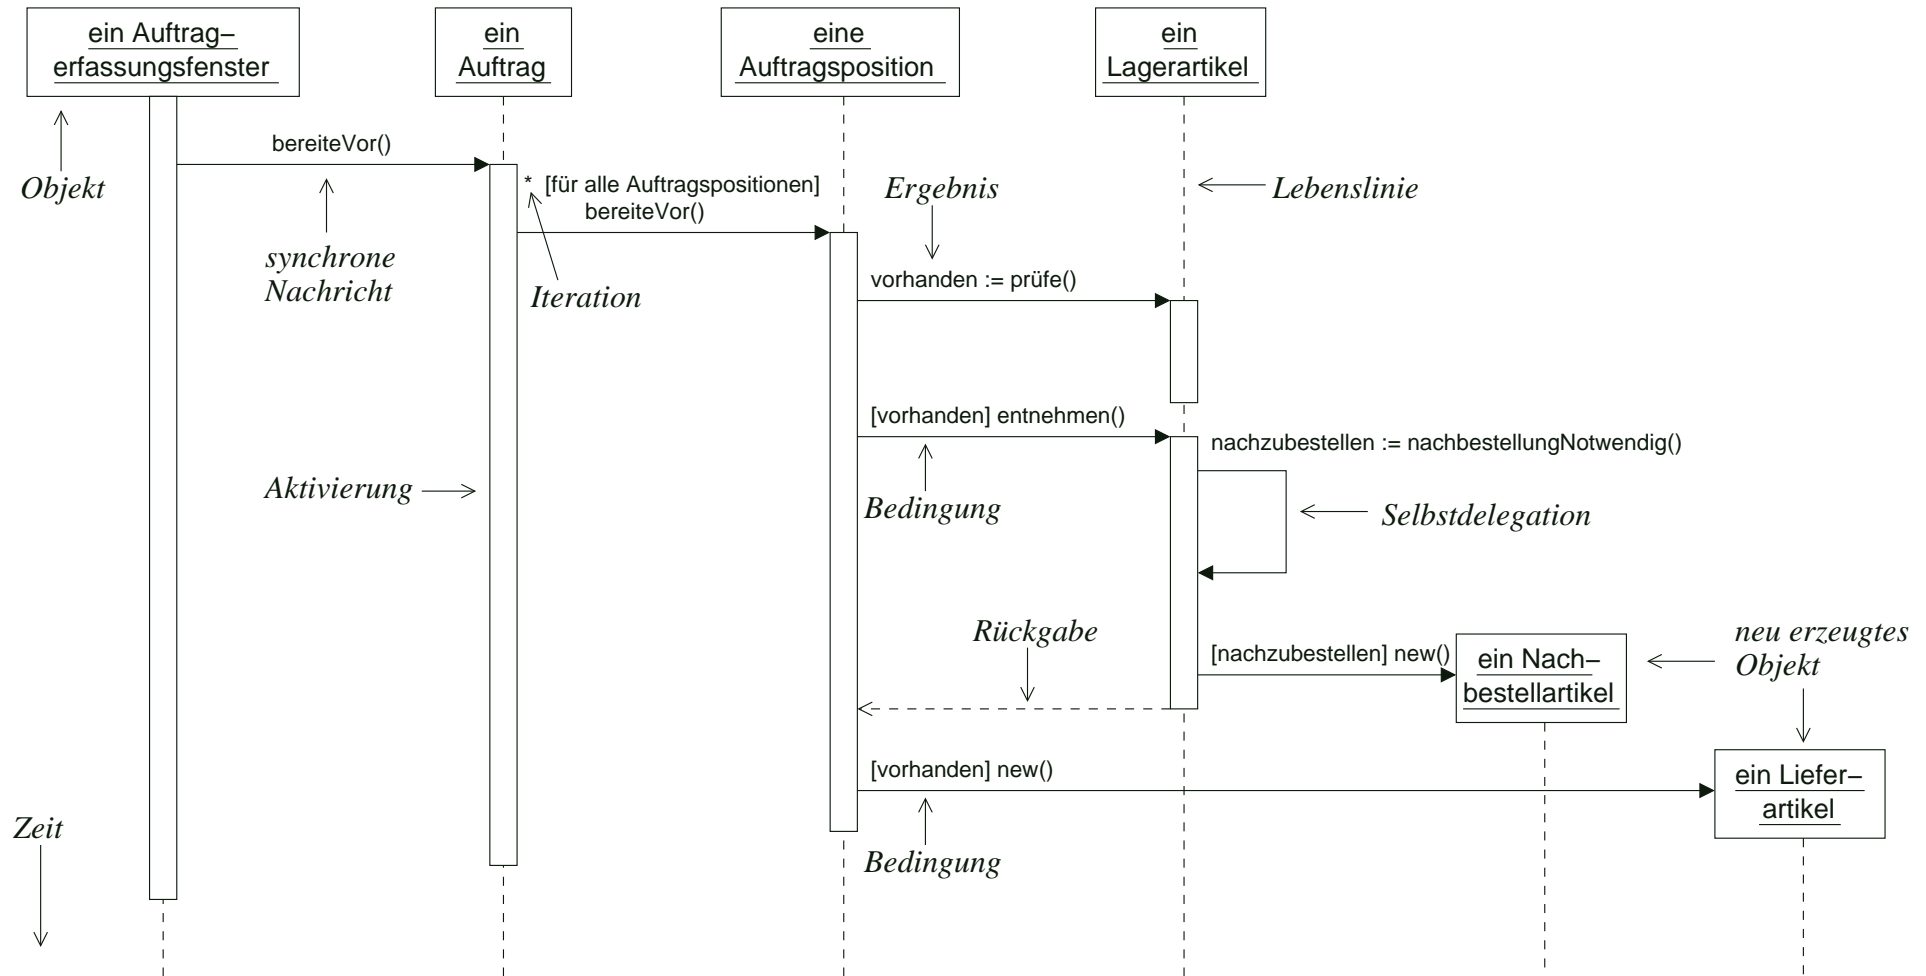 ein Auftrag–
erfassungsfenster
ein
Auftrag
eine
Auftragsposition
ein
Lagerartikel
bereiteVor()
Objekt
* [für alle Auftragspositionen]
bereiteVor()
Ergebnis
Lebenslinie
synchrone
Nachricht
Iteration
vorhanden := prüfe()
[vorhanden] entnehmen()
nachzubestellen := nachbestellungNotwendig()
Aktivierung
Bedingung
Selbstdelegation
Rückgabe
[nachzubestellen] new()
ein Nach–
bestellartikel
neu erzeugtes
Objekt
[vorhanden] new()
ein Liefer–
artikel
Zeit
Bedingung